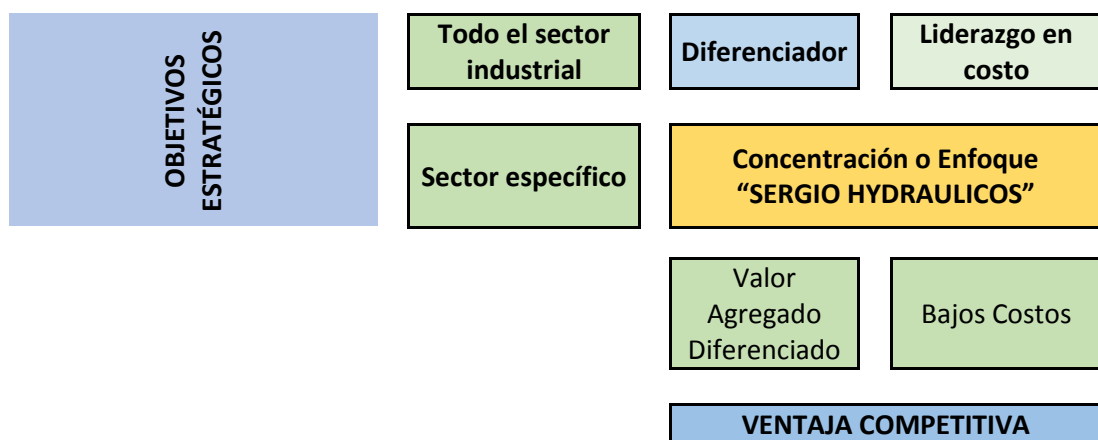 OBJETIVOS
ESTRATÉGICOS
Todo el sector
industrial
Diferenciador
Liderazgo en
costo
Sector específico
Concentración o Enfoque
“SERGIO HYDRAULICOS”
Valor
Agregado
Diferenciado
Bajos Costos
VENTAJA COMPETITIVA